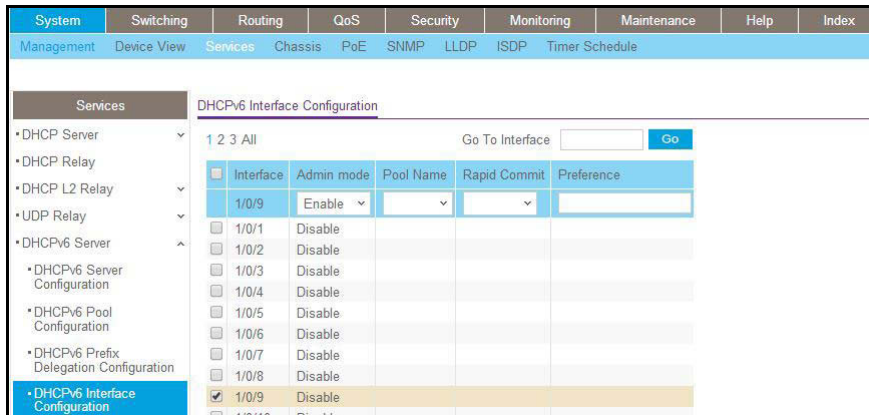 System Switching Routing QoS Security Monitoring Maintenance Help Index
Management Device View Services Chassis PoE SNMP LLDP ISDP Timer Schedule
Services
DHCP Server
DHCP Relay
DHCP L2 Relay
UDP Relay
DHCPv6 Server
DHCPv6 Server
Configuration
DHCPv6 Pool
Configuration
DHCPv6 Prefix
Delegation Configuration
DHCPv6 Interface
Configuration
DHCPv6 Interface Configuration
1 2 3 All Go To Interface Go
Interface Admin mode Pool Name Rapid Commit Preference
1/0/9 Enable
1/0/1 Disable
1/0/2 Disable
1/0/3 Disable
1/0/4 Disable
1/0/5 Disable
1/0/6 Disable
1/0/7 Disable
1/0/8 Disable
1/0/9 Disable